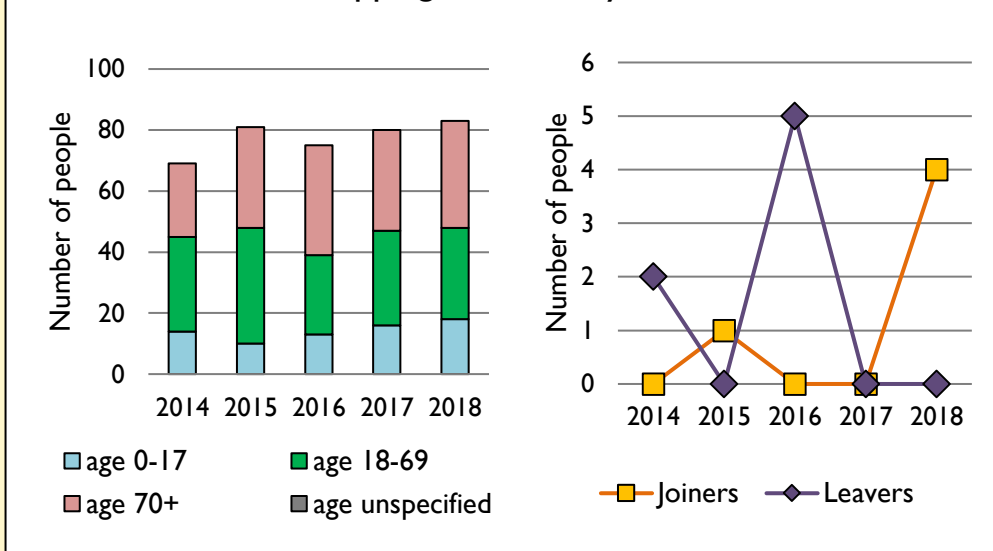 Number of people
100
80
60
40
20
0
2014 2015 2016 2017 2018
age 0-17
age 18-69
age 70+
age unspecified
Number of people
6
5
4
3
2
1
0
2014 2015 2016 2017 2018
Joiners
Leavers